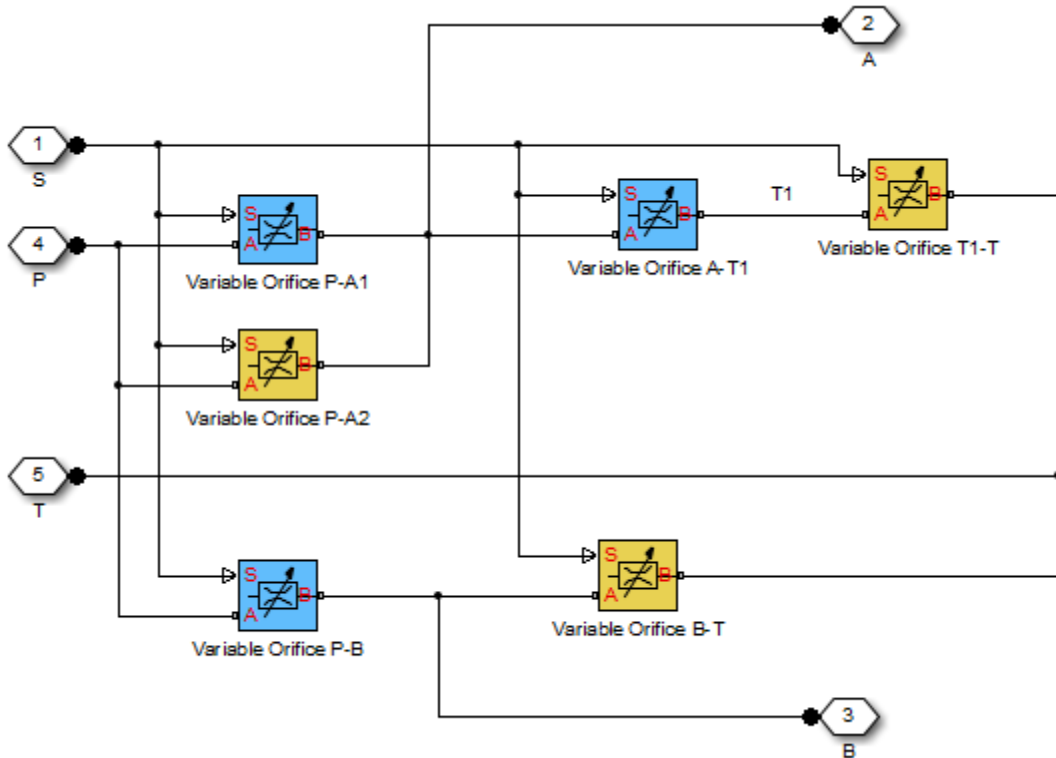 2
A
1
S
S
A
B
Variable Orifice P-A1
S
A
B
Variable Orifice A-T1
T1
S
A
B
Variable Orifice T1-T
4
P
S
A
B
Variable Orifice P-A2
5
T
S
A
B
Variable Orifice P-B
S
A
B
Variable Orifice B-T
3
B